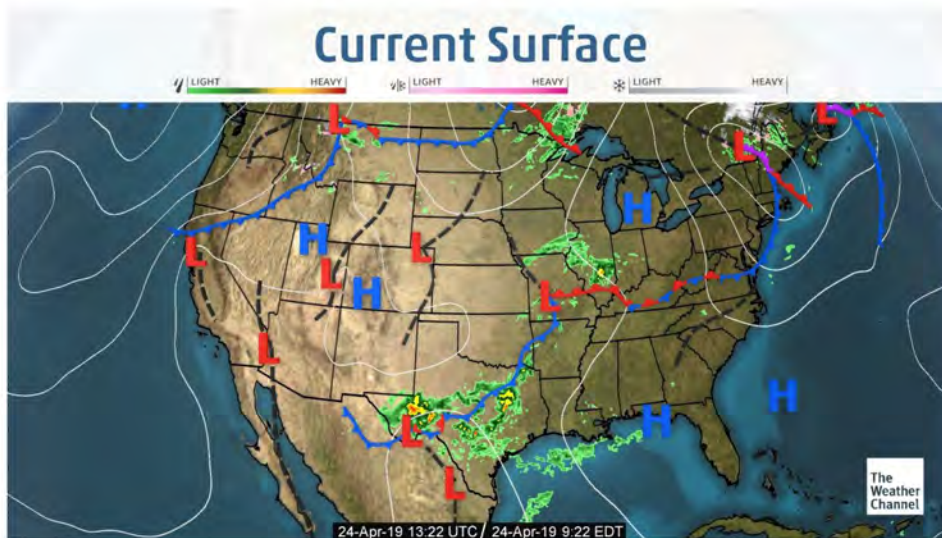 Current Surface
LIGHT HEAVY LIGHT HEAVY LIGHT HEAVY
H L L L
H
H L
L L
H L
L
H
H
L
L
The
Weather
Channel
24-Apr-19 13:22 UTC / 24-Apr-19 9:22 EDT